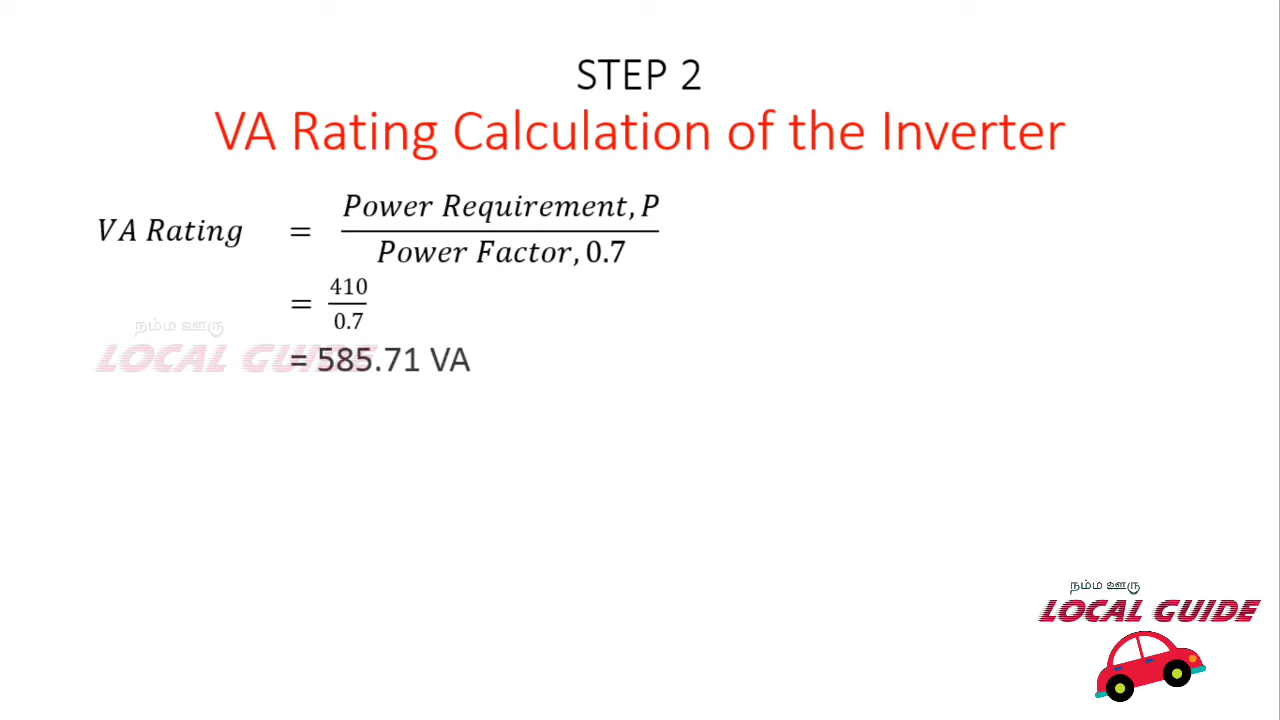 STEP 2
VA Rating Calculation of the Inverter
VA Rating = Power Requirement, P / Power Factor, 0.7
= 410 / 0.7
நம்ம ஊரு
LOCAL GUIDE
= 585.71 VA
நம்ம ஊரு
LOCAL GUIDE